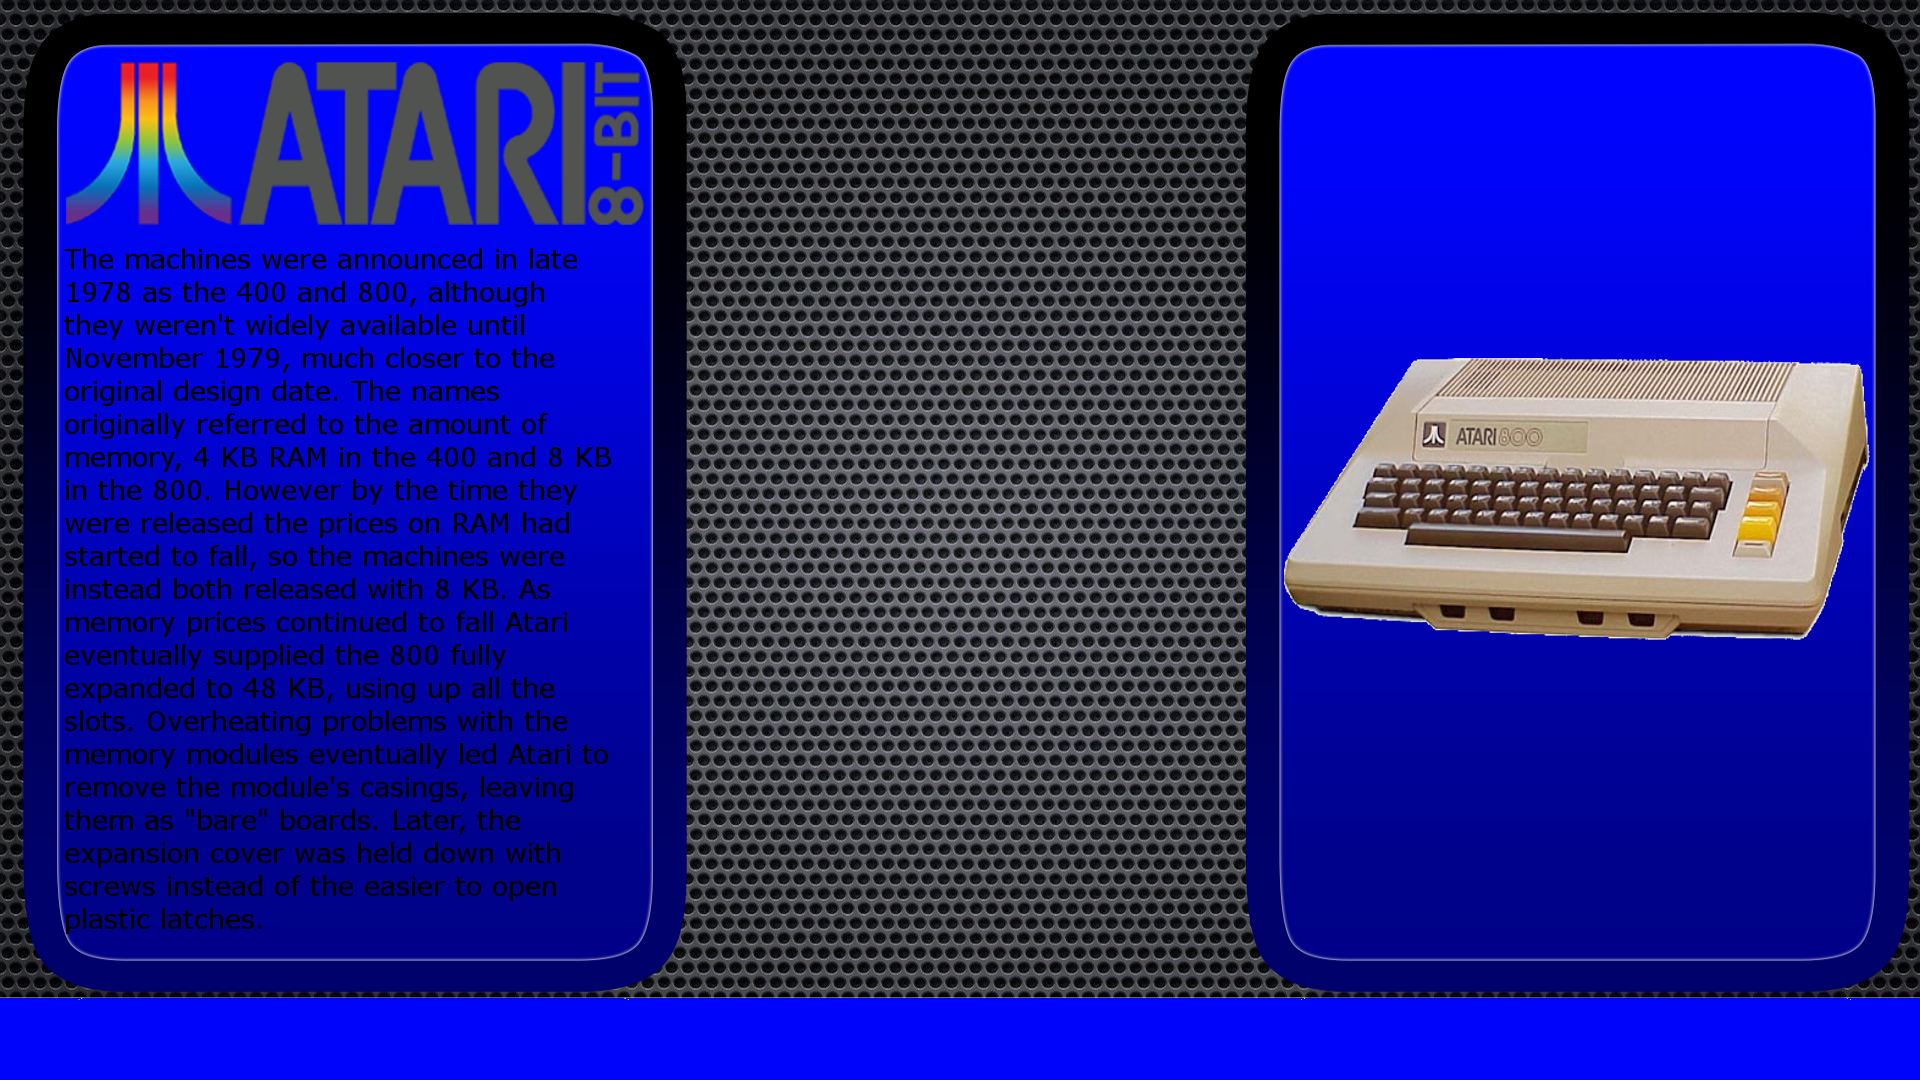 ATARI 8-BIT
The machines were announced in late
1978 as the 400 and 800, although
they weren't widely available until
November 1979, much closer to the
original design date. The names
originally referred to the amount of
memory, 4 KB RAM in the 400 and 8 KB
in the 800. However by the time they
were released the prices on RAM had
started to fall, so the machines were
instead both released with 8 KB. As
memory prices continued to fall Atari
eventually supplied the 800 fully
expanded to 48 KB, using up all the
slots. Overheating problems with the
memory modules eventually led Atari to
remove the module's casings, leaving
them as "bare" boards. Later, the
expansion cover was held down with
screws instead of the easier to open
plastic latches.
ATARI 800